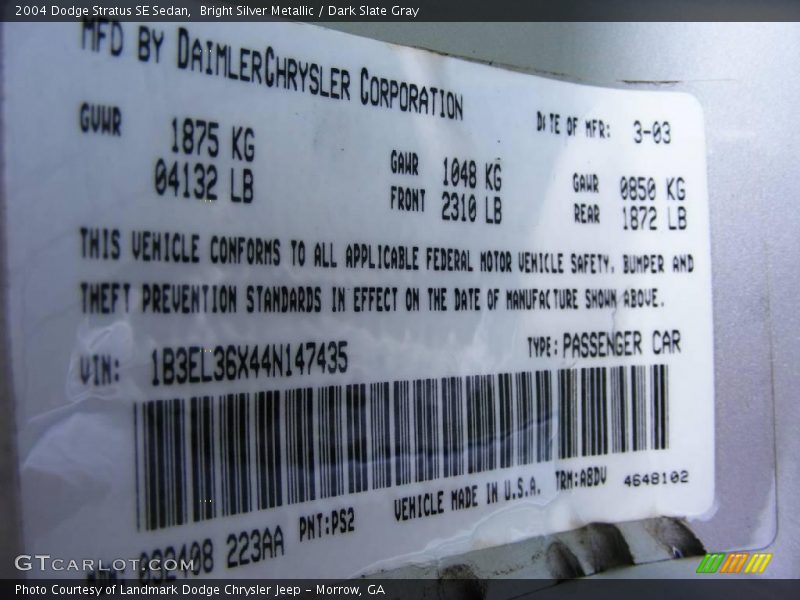 2004 Dodge Stratus SE Sedan, Bright Silver Metallic / Dark Slate Gray
MFD BY DAIMLERCHRYSLER CORPORATION
DATE OF MFR: 3-03
GVWR 1875 KG
04132 LB
GAWR 1048 KG
FRONT 2310 LB
GAWR 0850 KG
REAR 1872 LB
THIS VEHICLE CONFORMS TO ALL APPLICABLE FEDERAL MOTOR VEHICLE SAFETY, BUMPER AND
THEFT PREVENTION STANDARDS IN EFFECT ON THE DATE OF MANUFACTURE SHOWN ABOVE.
VIN: 1B3EL36X44N147435
TYPE: PASSENGER CAR
VEHICLE MADE IN U.S.A.
TRM:ABDV
4648102
PNT:PS2
032408 223AA
GTCARLOT.COM
Photo Courtesy of Landmark Dodge Chrysler Jeep - Morrow, GA